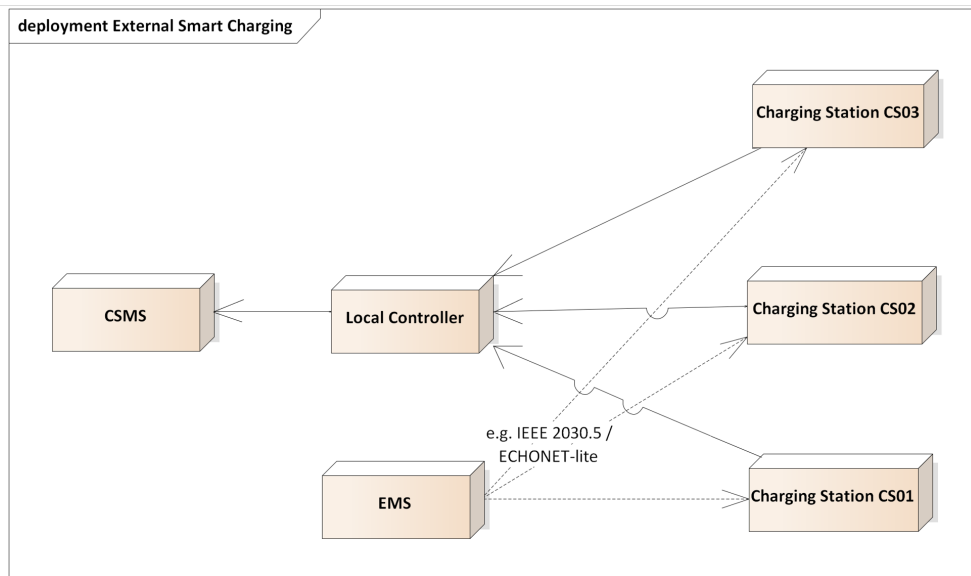 deployment External Smart Charging
Charging Station CS03
CSMS
Local Controller
Charging Station CS02
e.g. IEEE 2030.5 /
ECHONET-lite
EMS
Charging Station CS01